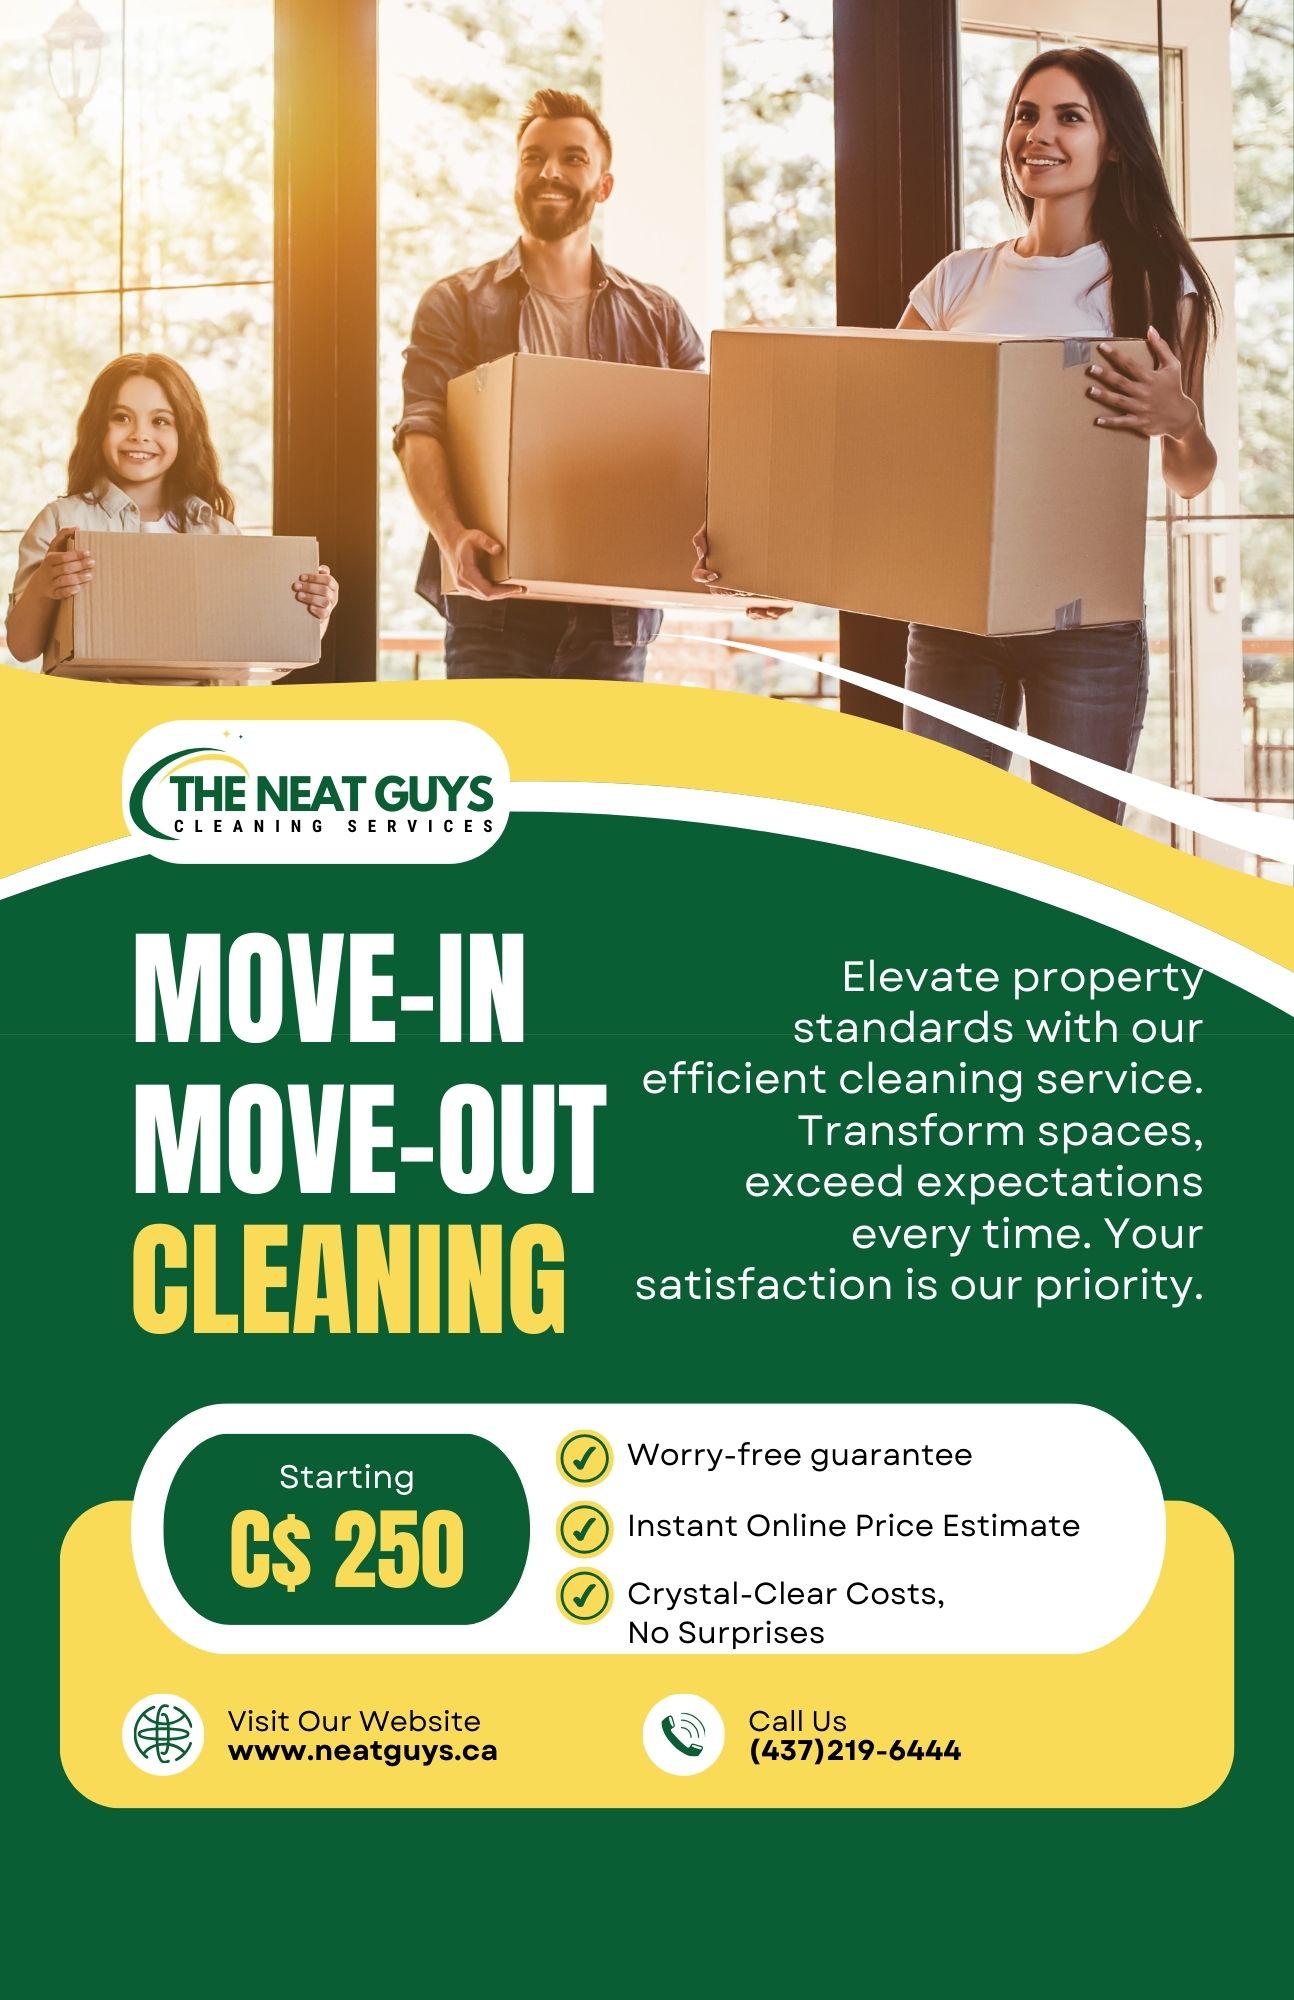 THE NEAT GUYS
CLEANING SERVICES
MOVE-IN
MOVE-OUT
CLEANING
Elevate property
standards with our
efficient cleaning service.
Transform spaces,
exceed expectations
every time. Your
satisfaction is our priority.
Starting
C$ 250
Worry-free guarantee
Instant Online Price Estimate
Crystal-Clear Costs,
No Surprises
Visit Our Website
www.neatguys.ca
Call Us
(437)219-6444